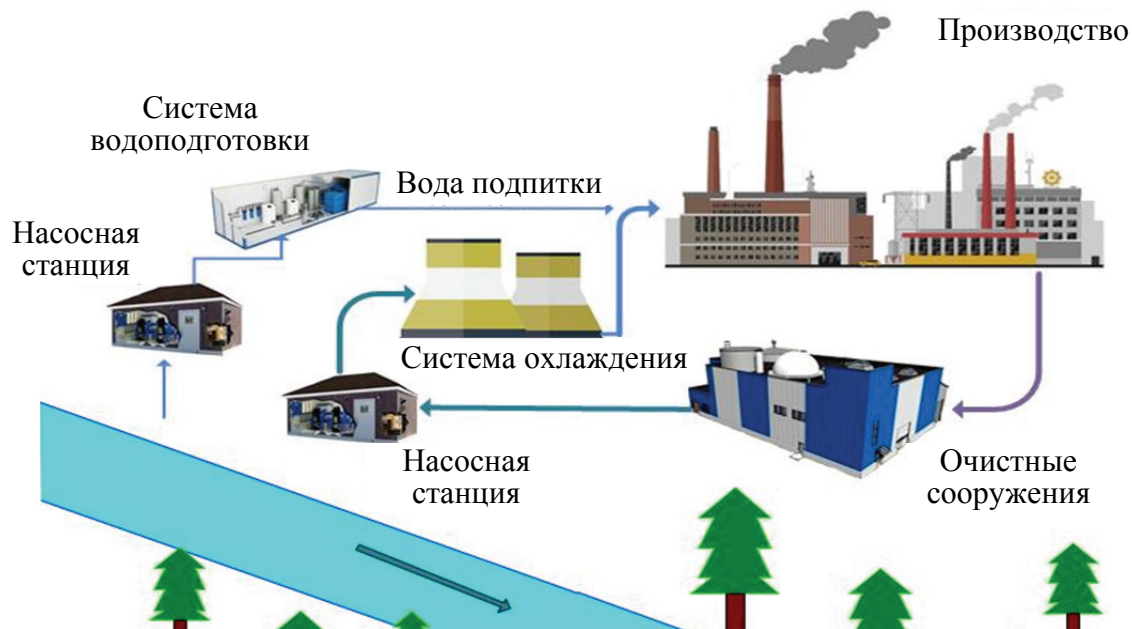 Производство
Система
водоподготовки
Вода подпитки
Насосная
станция
Система охлаждения
Насосная
станция
Очистные
сооружения